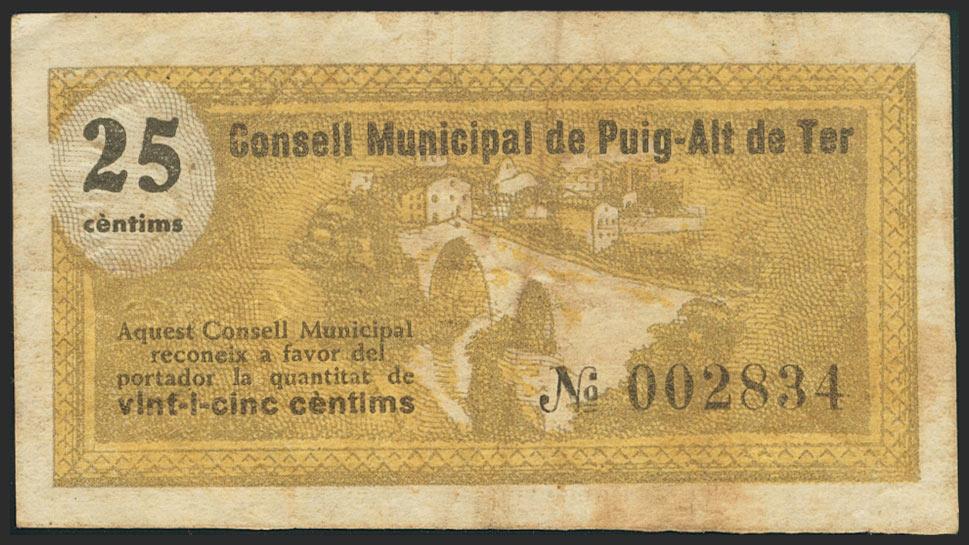 25
cèntims
Consell Municipal de Puig-Alt de Ter
Aquest Consell Municipal
reconeix a favor del
portador la quantitat de
vint-i-cinc cèntims
Nº 002834